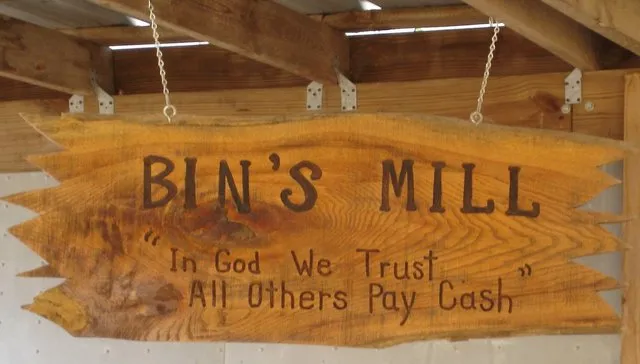 BIN'S MILL
"In God We Trust
All Others Pay Cash"